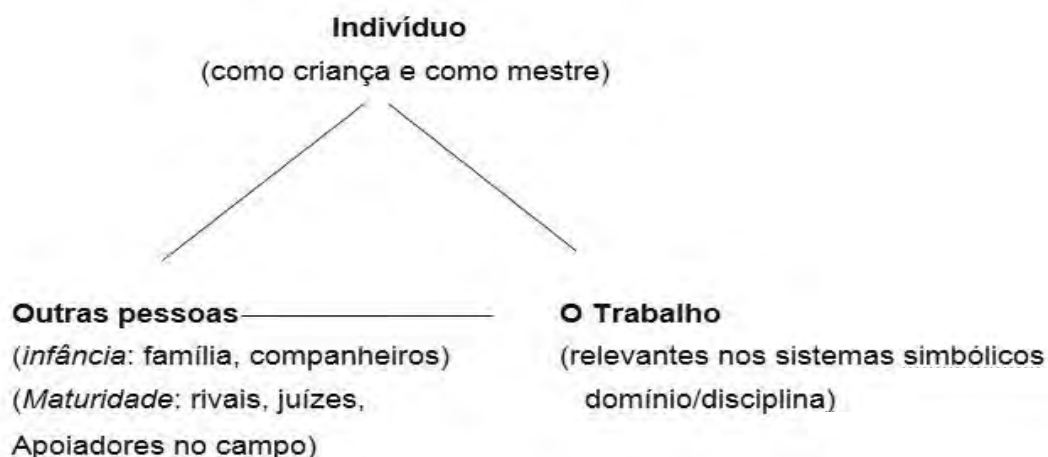 Indivíduo
(como criança e como mestre)
Outras pessoas
O Trabalho
(infância: família, companheiros)
(relevantes nos sistemas simbólicos
(Maturidade: rivais, juízes,
domínio/disciplina)
Apoiadores no campo)